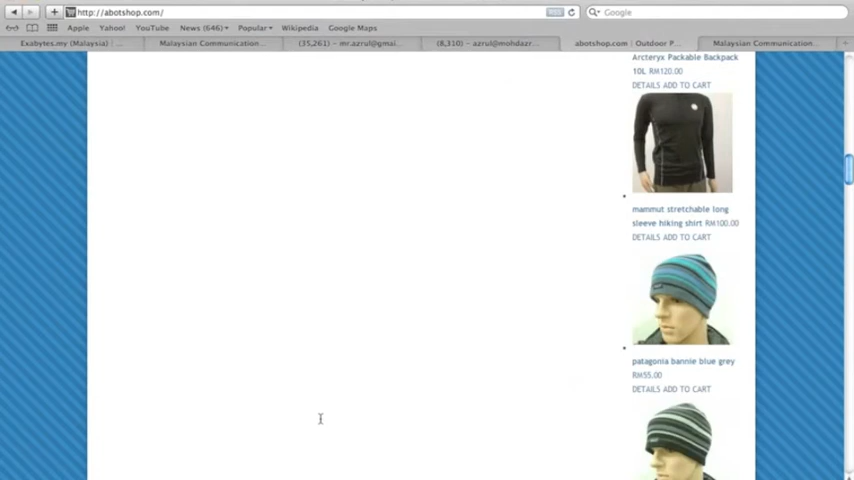 http://abotshop.com/
Google
Apple Yahoo! YouTube News (646) Popular Wikipedia Google Maps
Exabytes.my (Malaysia) | ... Malaysian Communication... (35,261) – mr.azrul@gmai... (8,310) – azrul@mohdazr... abotshop.com | Outdoor P... Malaysian Communication...
Arcteryx Packable Backpack
10L RM120.00
DETAILS ADD TO CART
mammut stretchable long
sleeve hiking shirt RM100.00
DETAILS ADD TO CART
patagonia bannie blue grey
RM55.00
DETAILS ADD TO CART